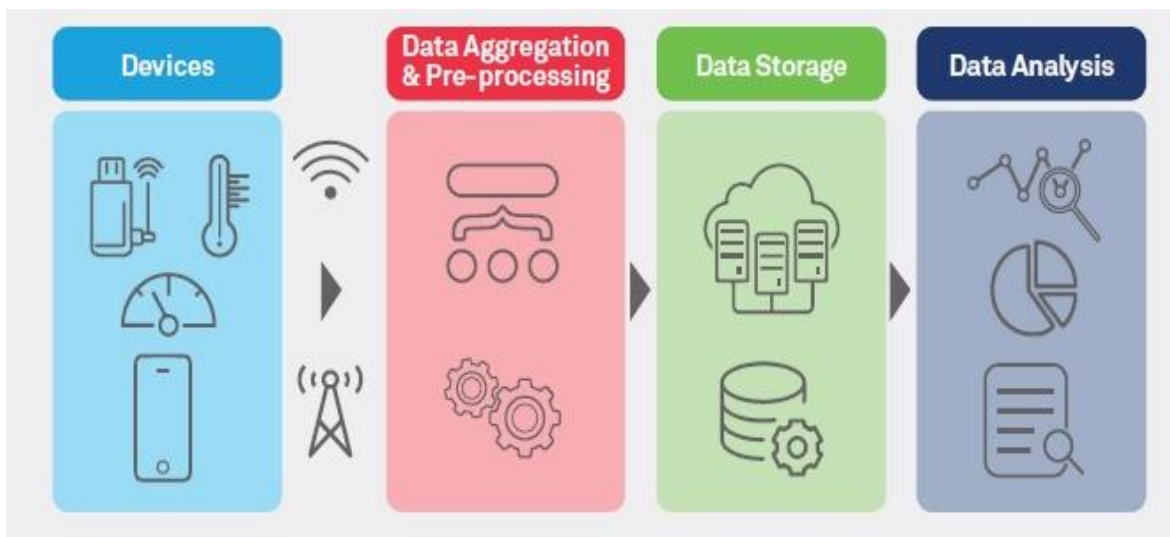 Devices
Data Aggregation
& Pre-processing
Data Storage
Data Analysis